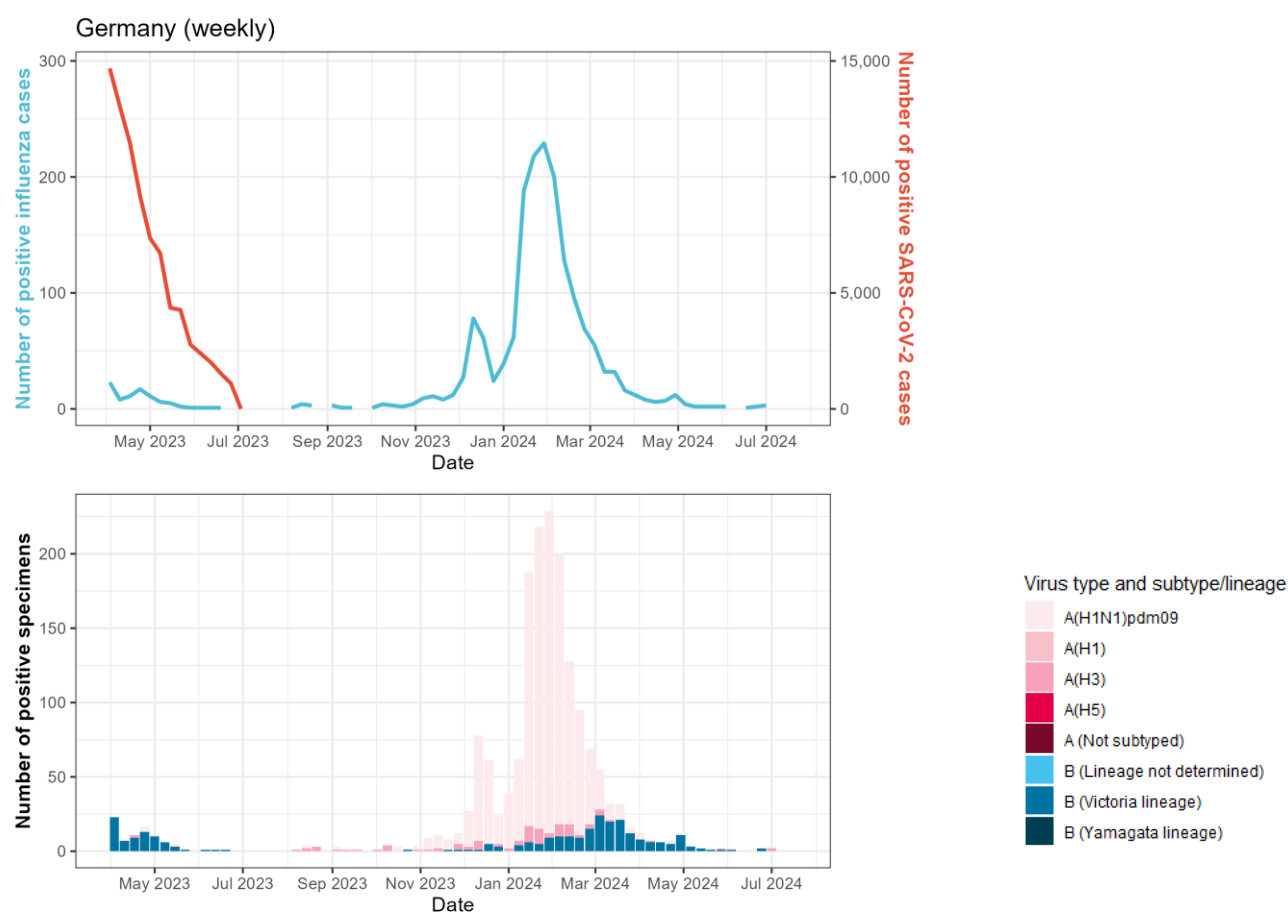 Germany (weekly)
Number of positive influenza cases
300
200
100
0
15,000
10,000
5,000
0
Number of positive SARS-CoV-2 cases
May 2023 Jul 2023 Sep 2023 Nov 2023 Jan 2024 Mar 2024 May 2024 Jul 2024
Date
Number of positive specimens
200
150
100
50
0
May 2023 Jul 2023 Sep 2023 Nov 2023 Jan 2024 Mar 2024 May 2024 Jul 2024
Date
Virus type and subtype/lineage
A(H1N1)pdm09
A(H1)
A(H3)
A(H5)
A (Not subtyped)
B (Lineage not determined)
B (Victoria lineage)
B (Yamagata lineage)